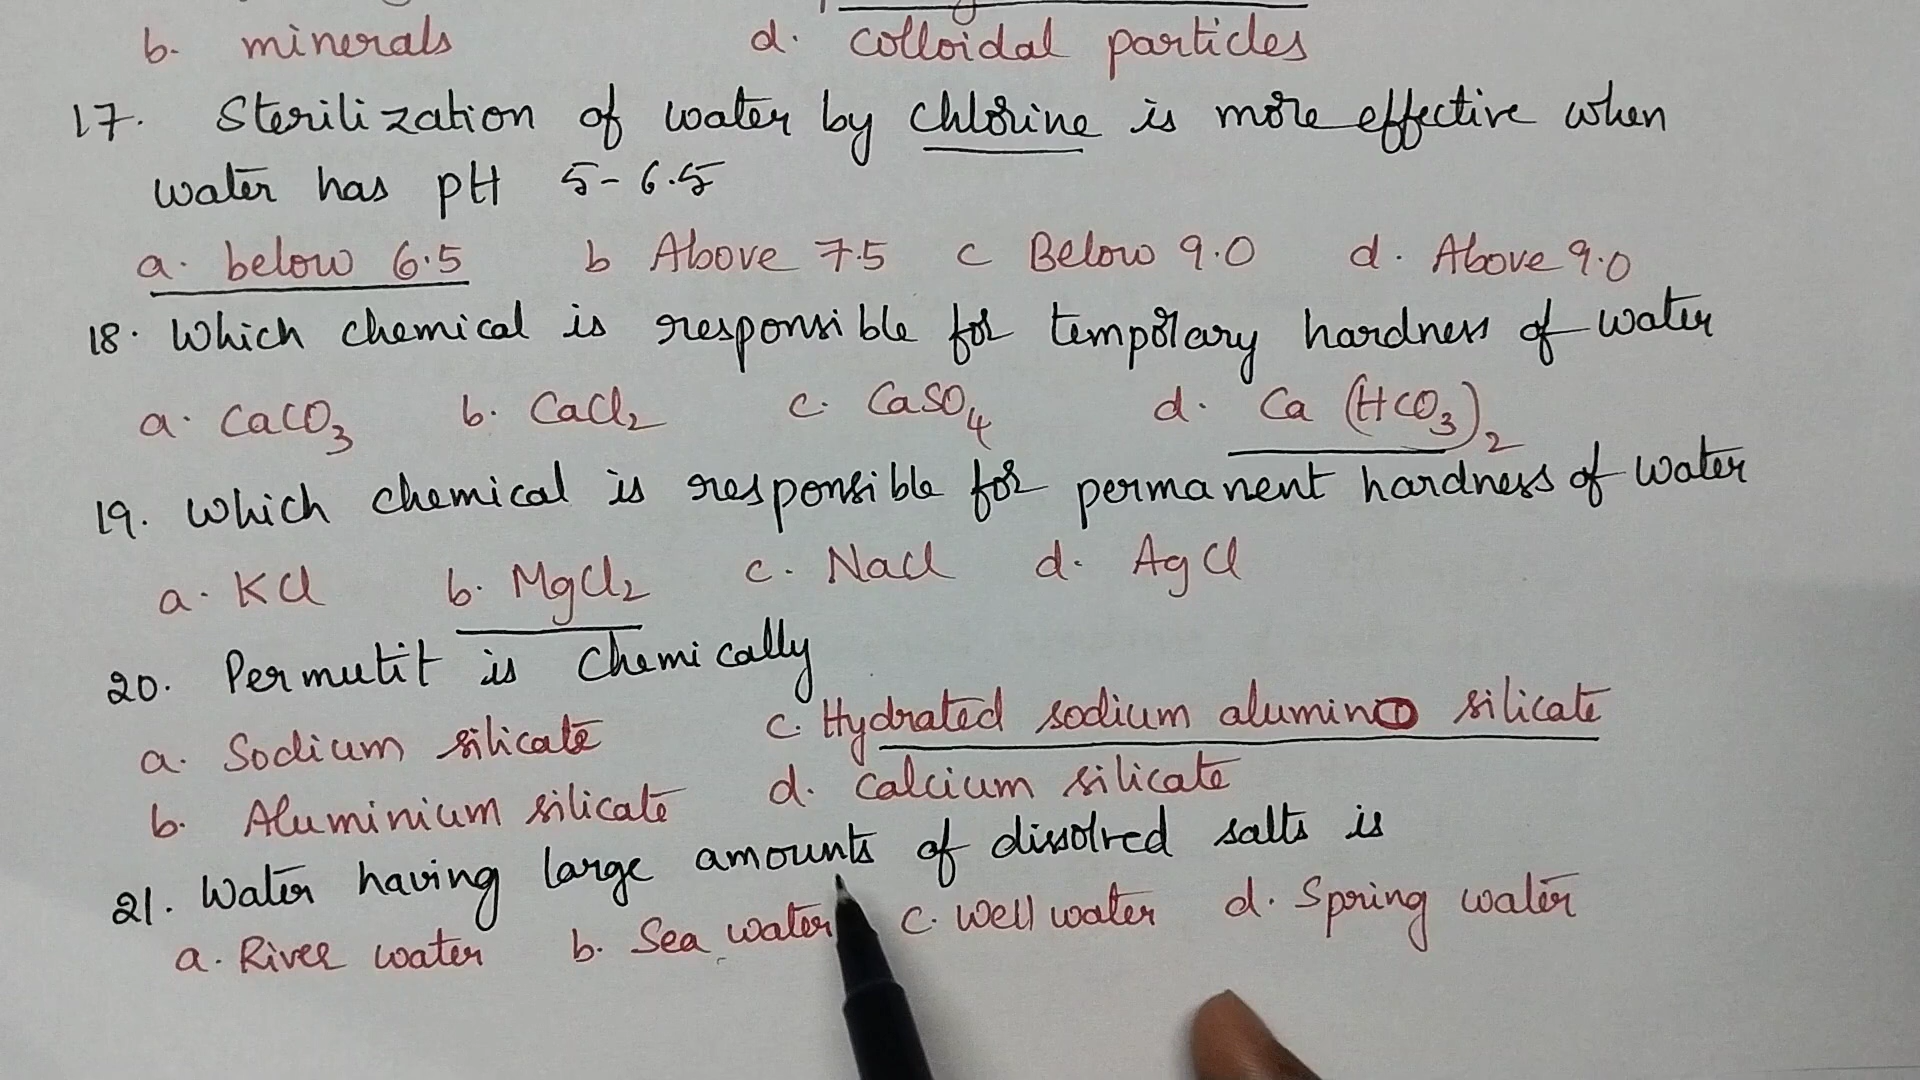 b. minerals d. colloidal particles
17. Sterilization of water by chlorine is more effective when
water has pH 5-6.5
a. below 6.5 b Above 7.5 c Below 9.0 d. Above 9.0
18. Which chemical is responsible for temporary hardness of water
a. CaCO3 b. CaCl2 c. CaSO4 d. Ca (HCO3)2
19. Which chemical is responsible for permanent hardness of water
a. KCl b. MgCl2 c. NaCl d. AgCl
20. Permutit is Chemically
a. Sodium silicate c. Hydrated sodium alumino silicate
b. Aluminium silicate d. calcium silicate
21. Water having large amounts of dissolved salts is
a. River water b. Sea water c. Well water d. Spring water